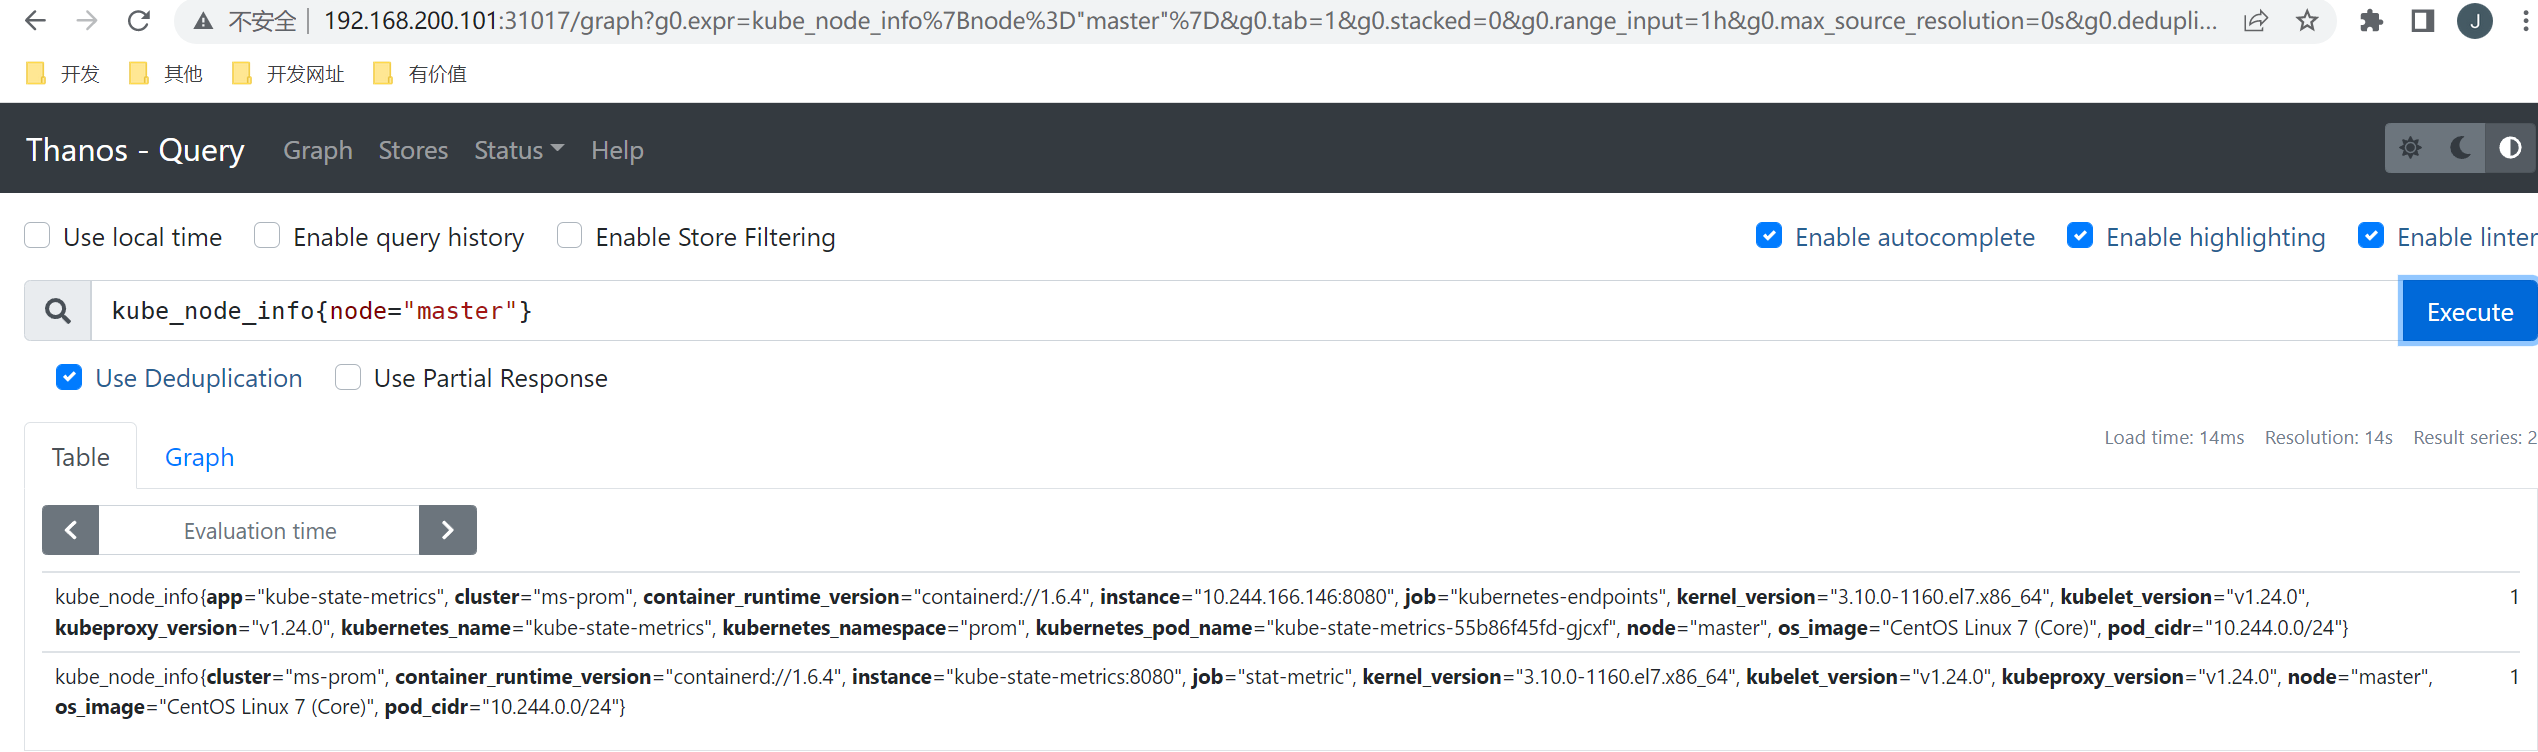 不安全 192.168.200.101:31017/graph?g0.expr=kube_node_info%7Bnode%3D"master"%7D&g0.tab=1&g0.stacked=0&g0.range_input=1h&g0.max_source_resolution=0s&g0.dedupli... J
开发 其他 开发网址 有价值
Thanos - Query Graph Stores Status Help
Use local time Enable query history Enable Store Filtering Enable autocomplete Enable highlighting Enable linter
kube_node_info{node="master"} Execute
Use Deduplication Use Partial Response
Table Graph Load time: 14ms Resolution: 14s Result series: 2
Evaluation time
kube_node_info{app="kube-state-metrics", cluster="ms-prom", container_runtime_version="containerd://1.6.4", instance="10.244.166.146:8080", job="kubernetes-endpoints", kernel_version="3.10.0-1160.el7.x86_64", kubelet_version="v1.24.0", 1
kubeproxy_version="v1.24.0", kubernetes_name="kube-state-metrics", kubernetes_namespace="prom", kubernetes_pod_name="kube-state-metrics-55b86f45fd-gjcxf", node="master", os_image="CentOS Linux 7 (Core)", pod_cidr="10.244.0.0/24"}
kube_node_info{cluster="ms-prom", container_runtime_version="containerd://1.6.4", instance="kube-state-metrics:8080", job="stat-metric", kernel_version="3.10.0-1160.el7.x86_64", kubelet_version="v1.24.0", kubeproxy_version="v1.24.0", node="master", 1
os_image="CentOS Linux 7 (Core)", pod_cidr="10.244.0.0/24"}